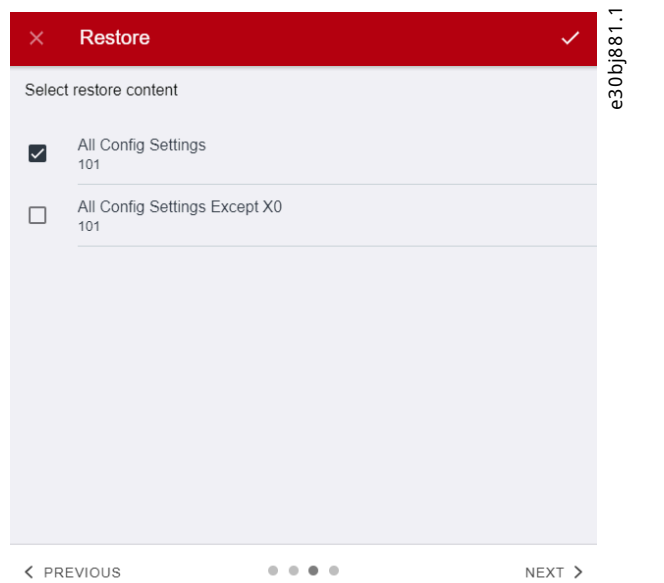 Restore
Select restore content
All Config Settings
101
All Config Settings Except X0
101
PREVIOUS
NEXT
e30bj881.1